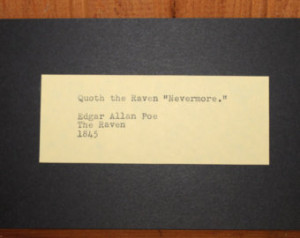 Quoth the Raven "Nevermore."
Edgar Allan Poe
The Raven
1845